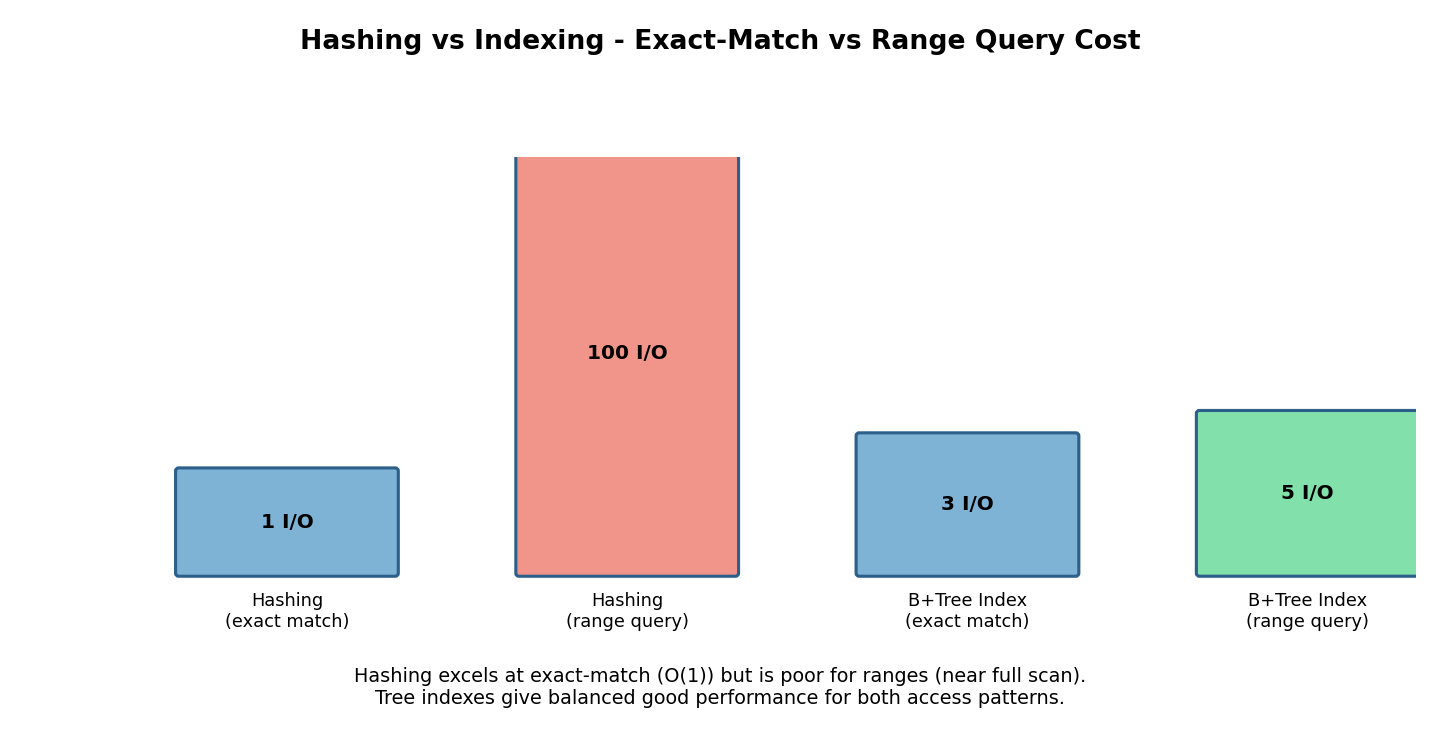 Hashing vs Indexing - Exact-Match vs Range Query Cost
100 I/O
1 I/O
3 I/O
5 I/O
Hashing
(exact match)
Hashing
(range query)
B+Tree Index
(exact match)
B+Tree Index
(range query)
Hashing excels at exact-match (O(1)) but is poor for ranges (near full scan).
Tree indexes give balanced good performance for both access patterns.